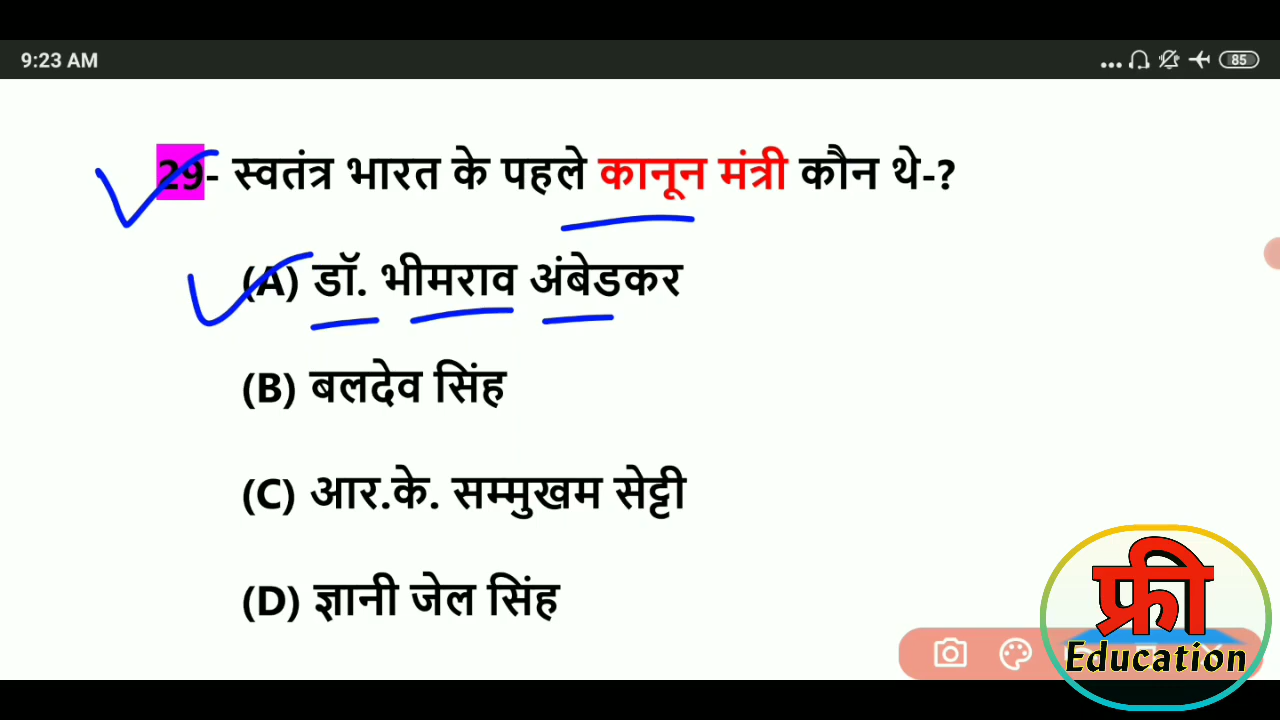 9:23 AM
85
29- स्वतंत्र भारत के पहले कानून मंत्री कौन थे-?
(A) डॉ. भीमराव अंबेडकर
(B) बलदेव सिंह
(C) आर.के. सम्मुखम सेट्टी
(D) ज्ञानी जेल सिंह
फ्री
Education